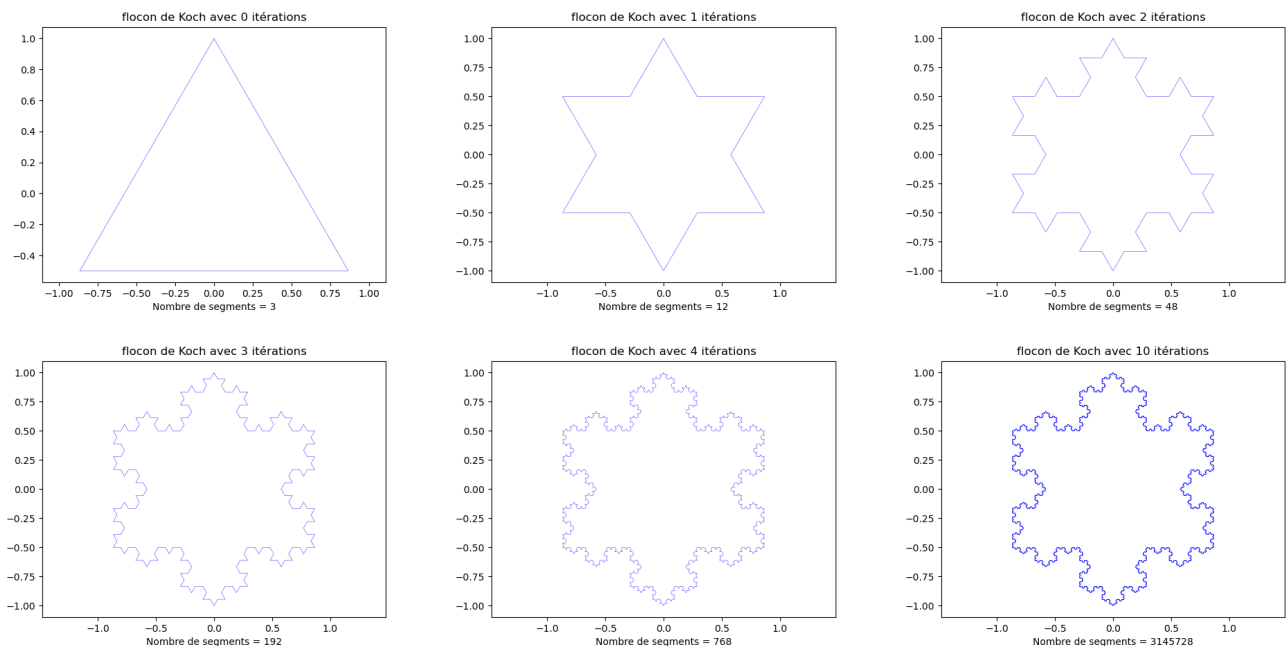 flocon de Koch avec 0 itérations
1.0
0.8
0.6
0.4
0.2
0.0
−0.2
−0.4
−1.00 −0.75 −0.50 −0.25 0.00 0.25 0.50 0.75 1.00
Nombre de segments = 3
flocon de Koch avec 1 itérations
1.00
0.75
0.50
0.25
0.00
−0.25
−0.50
−0.75
−1.00
−1.0 −0.5 0.0 0.5 1.0
Nombre de segments = 12
flocon de Koch avec 2 itérations
1.00
0.75
0.50
0.25
0.00
−0.25
−0.50
−0.75
−1.00
−1.0 −0.5 0.0 0.5 1.0
Nombre de segments = 48
flocon de Koch avec 3 itérations
1.00
0.75
0.50
0.25
0.00
−0.25
−0.50
−0.75
−1.00
−1.0 −0.5 0.0 0.5 1.0
Nombre de segments = 192
flocon de Koch avec 4 itérations
1.00
0.75
0.50
0.25
0.00
−0.25
−0.50
−0.75
−1.00
−1.0 −0.5 0.0 0.5 1.0
Nombre de segments = 768
flocon de Koch avec 10 itérations
1.00
0.75
0.50
0.25
0.00
−0.25
−0.50
−0.75
−1.00
−1.0 −0.5 0.0 0.5 1.0
Nombre de segments = 3145728